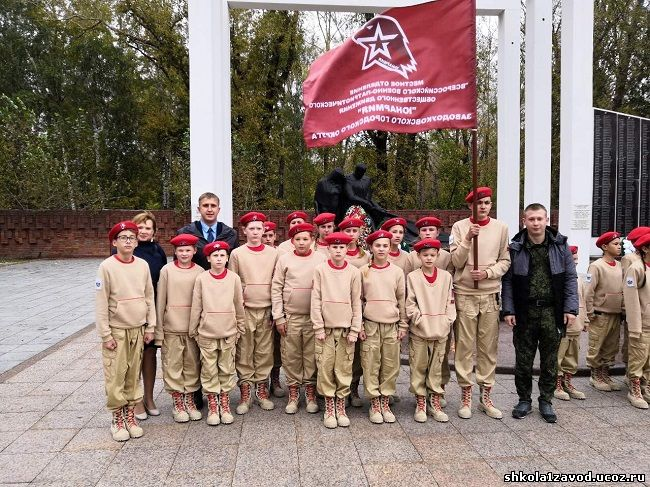 МЕСТНОЕ ОТДЕЛЕНИЕ
"ВСЕРОССИЙСКОГО ВОЕННО-ПАТРИОТИЧЕСКОГО
ОБЩЕСТВЕННОГО ДВИЖЕНИЯ
"ЮНАРМИЯ"
ЗАВОДОУКОВСКОГО ГОРОДСКОГО ОКРУГА
shkola1zavod.ucoz.ru